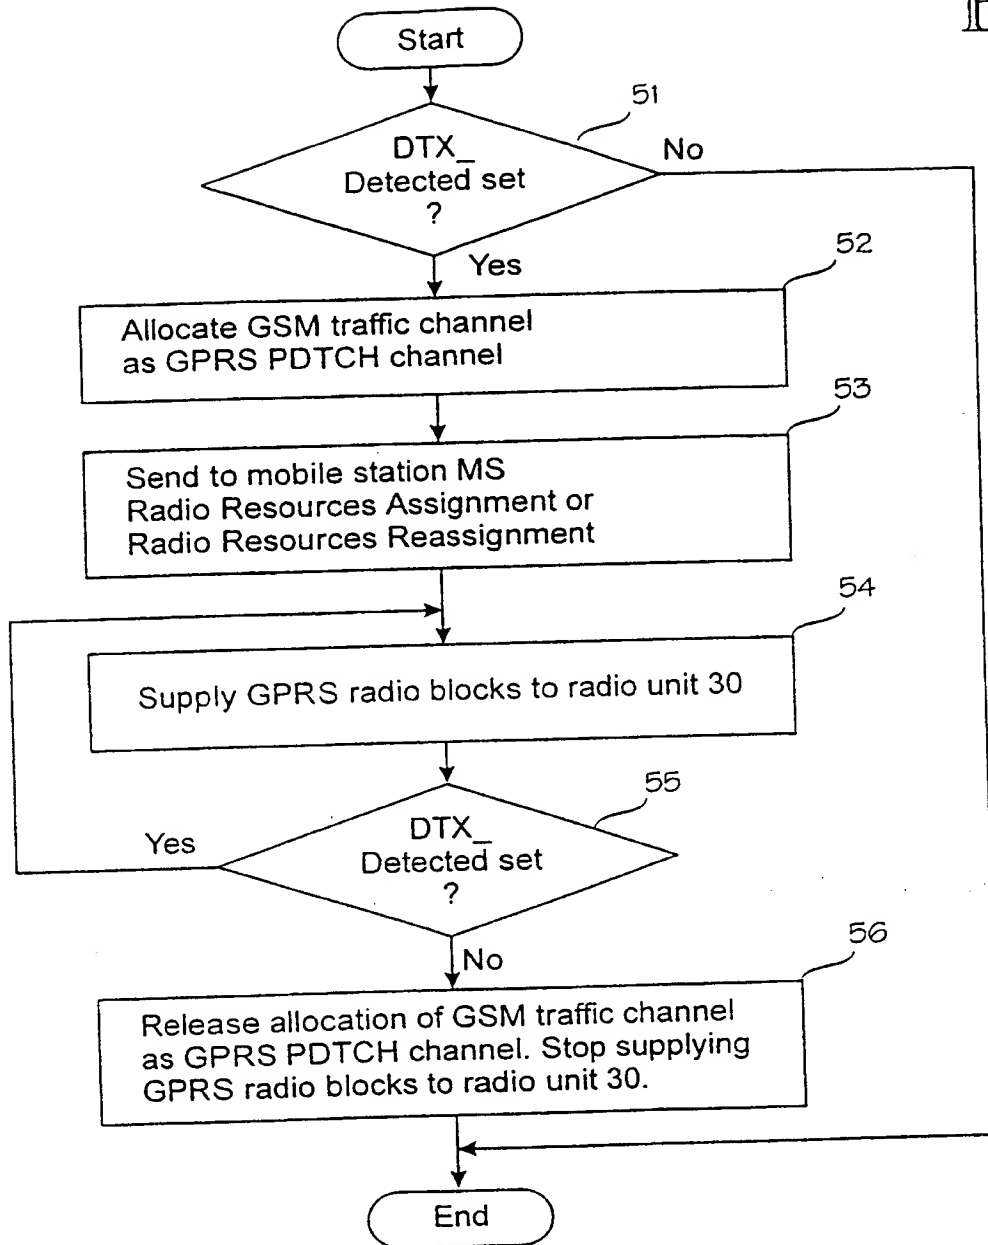 Start
51
DTX_
Detected set
?
No
Yes
52
Allocate GSM traffic channel
as GPRS PDTCH channel
53
Send to mobile station MS
Radio Resources Assignment or
Radio Resources Reassignment
54
Supply GPRS radio blocks to radio unit 30
55
DTX_
Detected set
?
Yes
No
56
Release allocation of GSM traffic channel
as GPRS PDTCH channel. Stop supplying
GPRS radio blocks to radio unit 30.
End